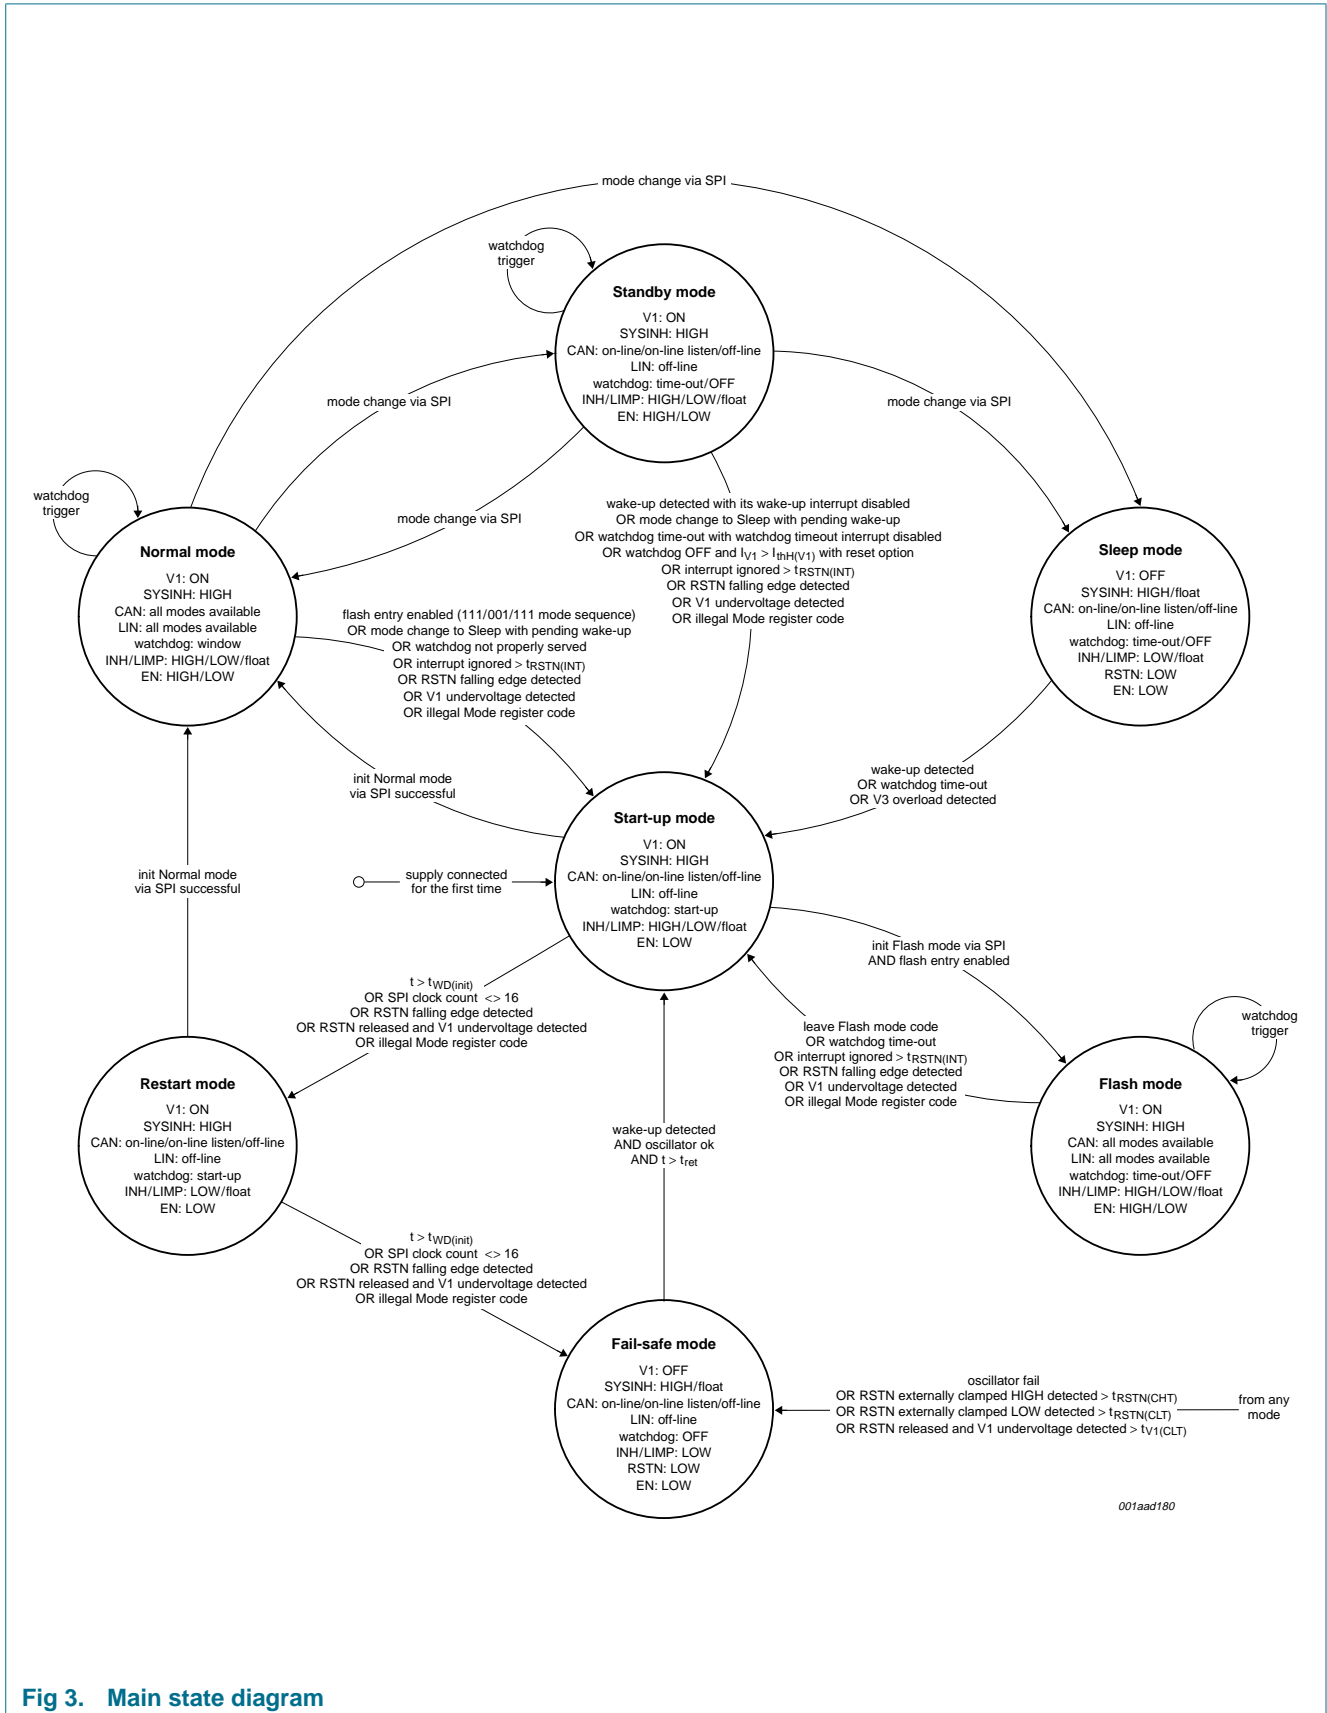 mode change via SPI
watchdog
trigger
Standby mode
V1: ON
SYSINH: HIGH
CAN: on-line/on-line listen/off-line
LIN: off-line
watchdog: time-out/OFF
INH/LIMP: HIGH/LOW/float
EN: HIGH/LOW
mode change via SPI
mode change via SPI
mode change via SPI
watchdog
trigger
Normal mode
V1: ON
SYSINH: HIGH
CAN: all modes available
LIN: all modes available
watchdog: window
INH/LIMP: HIGH/LOW/float
EN: HIGH/LOW
wake-up detected with its wake-up interrupt disabled
OR mode change to Sleep with pending wake-up
OR watchdog time-out with watchdog timeout interrupt disabled
OR watchdog OFF and IV1 > IthH(V1) with reset option
OR interrupt ignored > tRSTN(INT)
OR RSTN falling edge detected
OR V1 undervoltage detected
OR illegal Mode register code
Sleep mode
V1: OFF
SYSINH: HIGH/float
CAN: on-line/on-line listen/off-line
LIN: off-line
watchdog: time-out/OFF
INH/LIMP: LOW/float
RSTN: LOW
EN: LOW
flash entry enabled (111/001/111 mode sequence)
OR mode change to Sleep with pending wake-up
OR watchdog not properly served
OR interrupt ignored > tRSTN(INT)
OR RSTN falling edge detected
OR V1 undervoltage detected
OR illegal Mode register code
init Normal mode
via SPI successful
wake-up detected
OR watchdog time-out
OR V3 overload detected
Start-up mode
V1: ON
SYSINH: HIGH
CAN: on-line/on-line listen/off-line
LIN: off-line
watchdog: start-up
INH/LIMP: HIGH/LOW/float
EN: LOW
supply connected
for the first time
init Normal mode
via SPI successful
init Flash mode via SPI
AND flash entry enabled
t > tWD(init)
OR SPI clock count <> 16
OR RSTN falling edge detected
OR RSTN released and V1 undervoltage detected
OR illegal Mode register code
leave Flash mode code
OR watchdog time-out
OR interrupt ignored > tRSTN(INT)
OR RSTN falling edge detected
OR V1 undervoltage detected
OR illegal Mode register code
watchdog
trigger
Restart mode
V1: ON
SYSINH: HIGH
CAN: on-line/on-line listen/off-line
LIN: off-line
watchdog: start-up
INH/LIMP: LOW/float
EN: LOW
Flash mode
V1: ON
SYSINH: HIGH
CAN: all modes available
LIN: all modes available
watchdog: time-out/OFF
INH/LIMP: HIGH/LOW/float
EN: HIGH/LOW
wake-up detected
AND oscillator ok
AND t > tret
t > tWD(init)
OR SPI clock count <> 16
OR RSTN falling edge detected
OR RSTN released and V1 undervoltage detected
OR illegal Mode register code
Fail-safe mode
V1: OFF
SYSINH: HIGH/float
CAN: on-line/on-line listen/off-line
LIN: off-line
watchdog: OFF
INH/LIMP: LOW
RSTN: LOW
EN: LOW
oscillator fail
OR RSTN externally clamped HIGH detected > tRSTN(CHT)
OR RSTN externally clamped LOW detected > tRSTN(CLT)
OR RSTN released and V1 undervoltage detected > tV1(CLT)
from any
mode
001aad180
Fig 3. Main state diagram